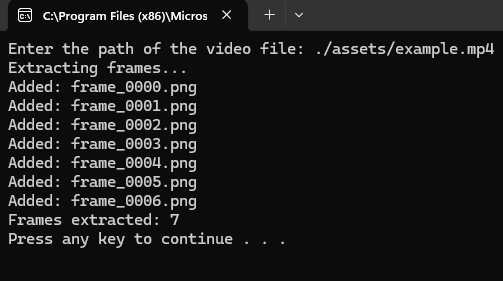 C:\Program Files (x86)\Micros
Enter the path of the video file: ./assets/example.mp4
Extracting frames...
Added: frame_0000.png
Added: frame_0001.png
Added: frame_0002.png
Added: frame_0003.png
Added: frame_0004.png
Added: frame_0005.png
Added: frame_0006.png
Frames extracted: 7
Press any key to continue . . .